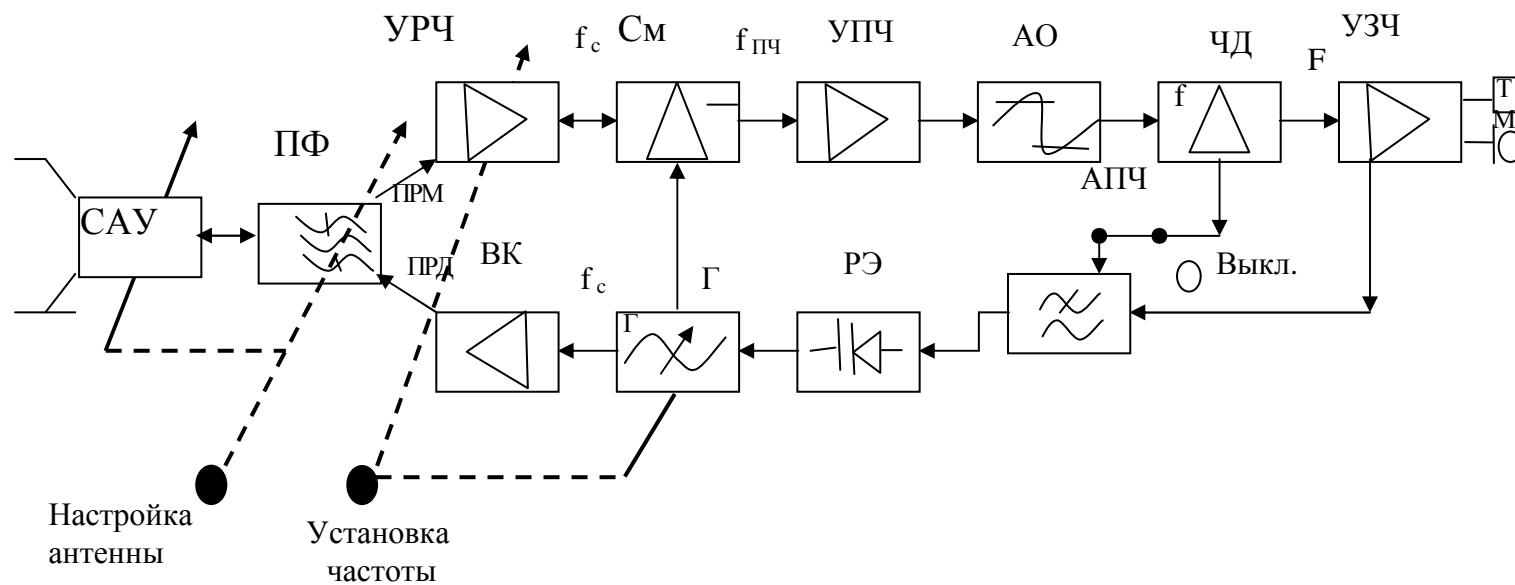 УРЧ
f с
См
f ПЧ
УПЧ
АО
ЧД
F
УЗЧ
f
Т
М
ПФ
ПРМ
АПЧ
САУ
ПРД
ВК
f с
Г
РЭ
Выкл.
Г
Настройка
антенны
Установка
частоты